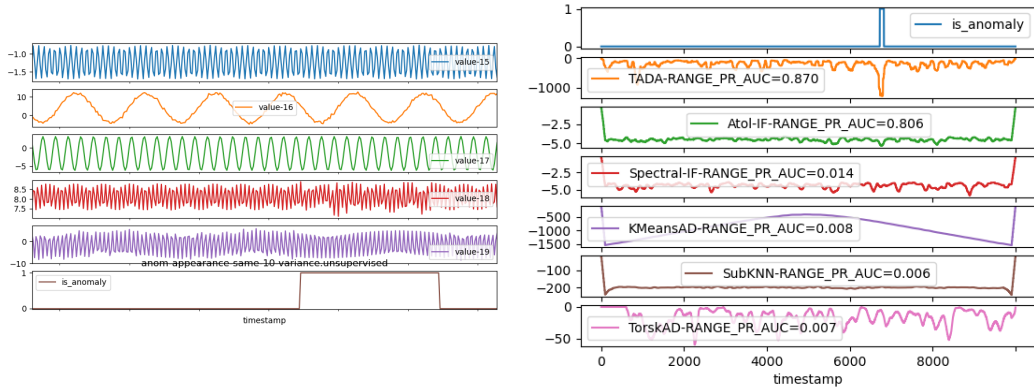 −1.0
−1.5
value-15
10
0
value-16
0
−5
value-17
8.5
8.0
7.5
value-18
0
−10
value-19
anom-appearance-same-10-variance.unsupervised
1
0
is_anomaly
timestamp
1
0
is_anomaly
0
−1000
TADA-RANGE_PR_AUC=0.870
−2.5
−5.0
Atol-IF-RANGE_PR_AUC=0.806
−2.5
−5.0
Spectral-IF-RANGE_PR_AUC=0.014
−500
−1000
−1500
KMeansAD-RANGE_PR_AUC=0.008
−100
−200
SubKNN-RANGE_PR_AUC=0.006
0
−50
TorskAD-RANGE_PR_AUC=0.007
0 2000 4000 6000 8000
timestamp